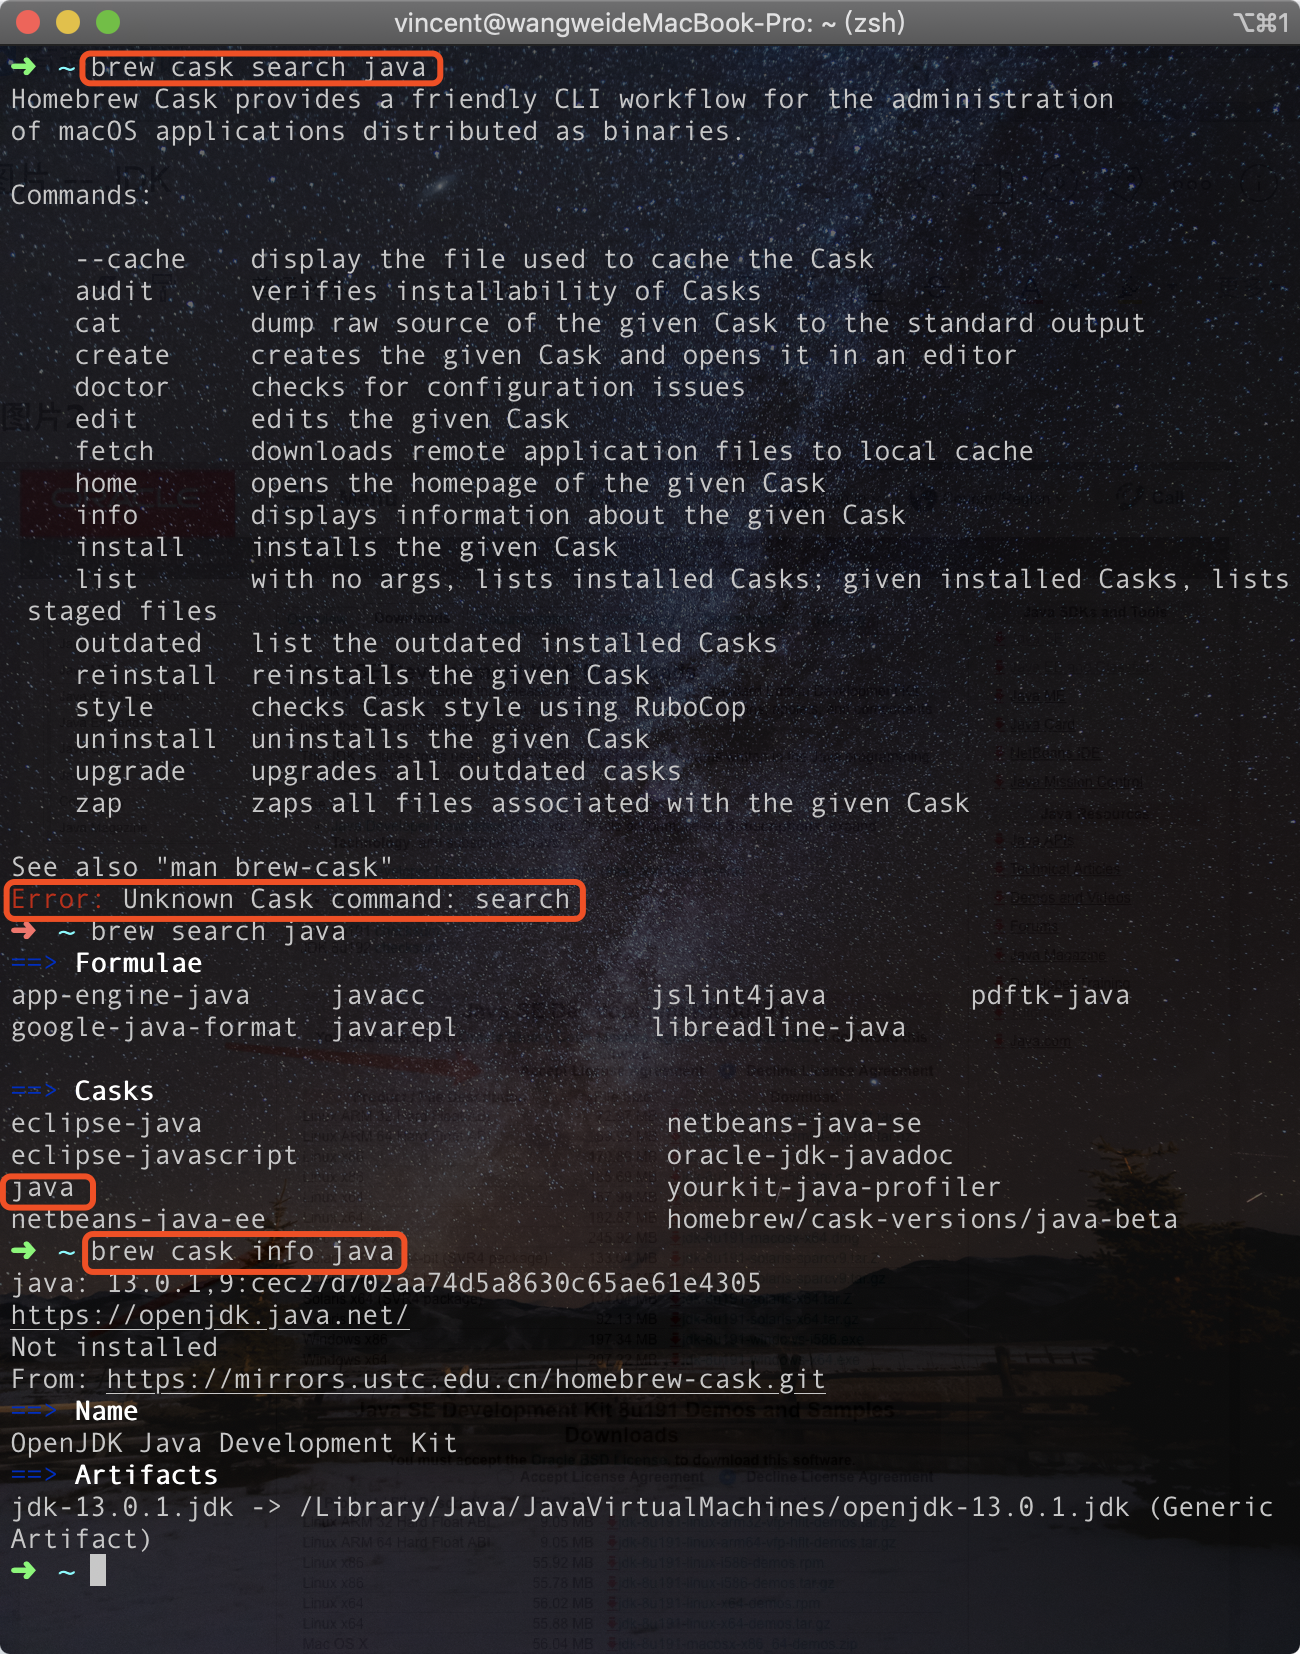 vincent@wangweideMacBook-Pro: ~ (zsh)
⌥⌘1
➜ ~ brew cask search java
Homebrew Cask provides a friendly CLI workflow for the administration
of macOS applications distributed as binaries.
Commands:
--cache display the file used to cache the Cask
audit verifies installability of Casks
cat dump raw source of the given Cask to the standard output
create creates the given Cask and opens it in an editor
doctor checks for configuration issues
edit edits the given Cask
fetch downloads remote application files to local cache
home opens the homepage of the given Cask
info displays information about the given Cask
install installs the given Cask
list with no args, lists installed Casks; given installed Casks, lists
staged files
outdated list the outdated installed Casks
reinstall reinstalls the given Cask
style checks Cask style using RuboCop
uninstall uninstalls the given Cask
upgrade upgrades all outdated casks
zap zaps all files associated with the given Cask
See also "man brew-cask"
Error: Unknown Cask command: search
➜ ~ brew search java
==> Formulae
app-engine-java javacc jslint4java pdftk-java
google-java-format javarepl libreadline-java
==> Casks
eclipse-java netbeans-java-se
eclipse-javascript oracle-jdk-javadoc
java yourkit-java-profiler
netbeans-java-ee homebrew/cask-versions/java-beta
➜ ~ brew cask info java
java: 13.0.1,9:cec27d702aa74d5a8630c65ae61e4305
https://openjdk.java.net/
Not installed
From: https://mirrors.ustc.edu.cn/homebrew-cask.git
==> Name
OpenJDK Java Development Kit
==> Artifacts
jdk-13.0.1.jdk -> /Library/Java/JavaVirtualMachines/openjdk-13.0.1.jdk (Generic
Artifact)
➜ ~